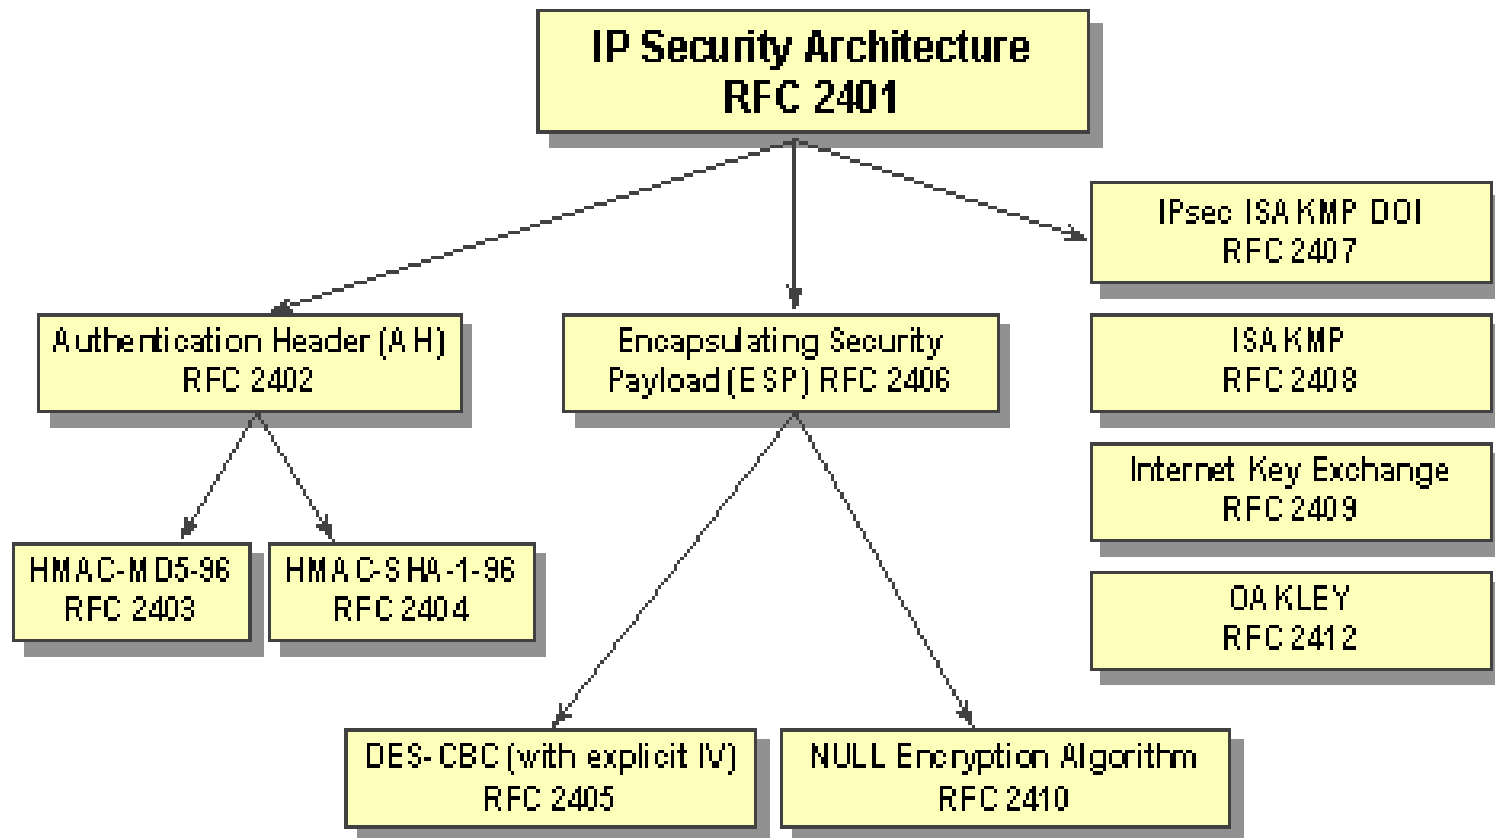 IP Security Architecture
RFC 2401
IPsec ISAKMP DOI
RFC 2407
Authentication Header (AH)
RFC 2402
Encapsulating Security
Payload (ESP) RFC 2406
ISAKMP
RFC 2408
Internet Key Exchange
RFC 2409
HMAC-MD5-96
RFC 2403
HMAC-SHA-1-96
RFC 2404
OAKLEY
RFC 2412
DES-CBC (with explicit IV)
RFC 2405
NULL Encryption Algorithm
RFC 2410